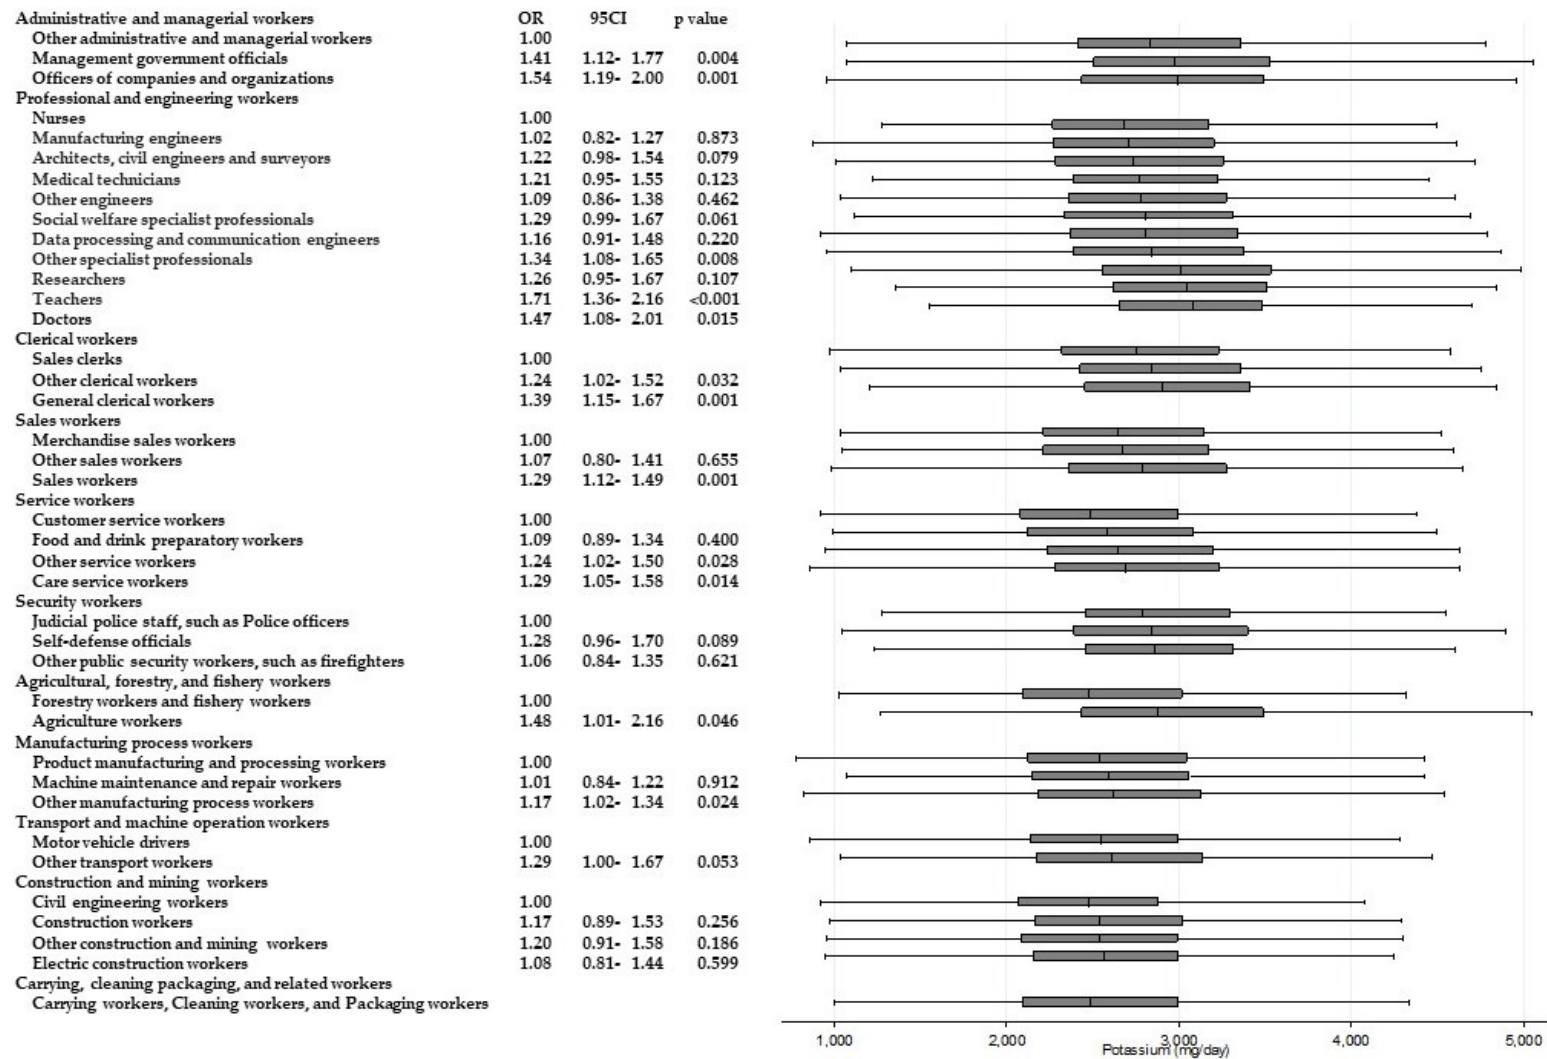 Administrative and managerial workers OR 95CI p value
Other administrative and managerial workers 1.00
Management government officials 1.41 1.12- 1.77 0.004
Officers of companies and organizations 1.54 1.19- 2.00 0.001
Professional and engineering workers
Nurses 1.00
Manufacturing engineers 1.02 0.82- 1.27 0.873
Architects, civil engineers and surveyors 1.22 0.98- 1.54 0.079
Medical technicians 1.21 0.95- 1.55 0.123
Other engineers 1.09 0.86- 1.38 0.462
Social welfare specialist professionals 1.29 0.99- 1.67 0.061
Data processing and communication engineers 1.16 0.91- 1.48 0.220
Other specialist professionals 1.34 1.08- 1.65 0.008
Researchers 1.26 0.95- 1.67 0.107
Teachers 1.71 1.36- 2.16 <0.001
Doctors 1.47 1.08- 2.01 0.015
Clerical workers
Sales clerks 1.00
Other clerical workers 1.24 1.02- 1.52 0.032
General clerical workers 1.39 1.15- 1.67 0.001
Sales workers
Merchandise sales workers 1.00
Other sales workers 1.07 0.80- 1.41 0.655
Sales workers 1.29 1.12- 1.49 0.001
Service workers
Customer service workers 1.00
Food and drink preparatory workers 1.09 0.89- 1.34 0.400
Other service workers 1.24 1.02- 1.50 0.028
Care service workers 1.29 1.05- 1.58 0.014
Security workers
Judicial police staff, such as Police officers 1.00
Self-defense officials 1.28 0.96- 1.70 0.089
Other public security workers, such as firefighters 1.06 0.84- 1.35 0.621
Agricultural, forestry, and fishery workers
Forestry workers and fishery workers 1.00
Agriculture workers 1.48 1.01- 2.16 0.046
Manufacturing process workers
Product manufacturing and processing workers 1.00
Machine maintenance and repair workers 1.01 0.84- 1.22 0.912
Other manufacturing process workers 1.17 1.02- 1.34 0.024
Transport and machine operation workers
Motor vehicle drivers 1.00
Other transport workers 1.29 1.00- 1.67 0.053
Construction and mining workers
Civil engineering workers 1.00
Construction workers 1.17 0.89- 1.53 0.256
Other construction and mining workers 1.20 0.91- 1.58 0.186
Electric construction workers 1.08 0.81- 1.44 0.599
Carrying, cleaning packaging, and related workers
Carrying workers, Cleaning workers, and Packaging workers
1,000 2,000 3,000 4,000 5,000
Potassium (mg/day)